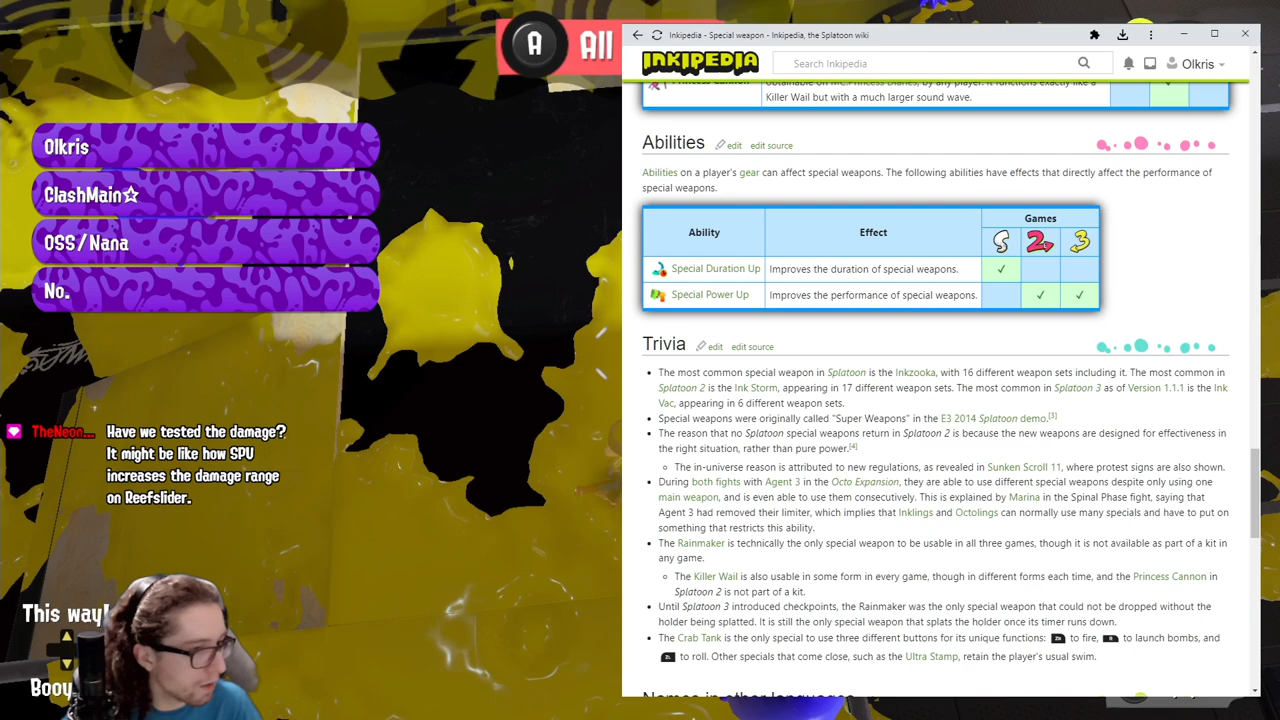 A All
Olkris
ClashMain☆
OSS/Nana
No.
TheNeon... Have we tested the damage?
It might be like how SPU
increases the damage range
on Reefslider.
This way!
Inkipedia - Special weapon - Inkipedia, the Splatoon wiki
INKIPEDIA
Search Inkipedia
Olkris
Killer Wail but with a much larger sound wave.
Abilities edit edit source
Abilities on a player's gear can affect special weapons. The following abilities have effects that directly affect the performance of
special weapons.
Ability Effect Games
Special Duration Up Improves the duration of special weapons. ✓
Special Power Up Improves the performance of special weapons. ✓ ✓
Trivia edit edit source
• The most common special weapon in Splatoon is the Inkzooka, with 16 different weapon sets including it. The most common in
Splatoon 2 is the Ink Storm, appearing in 17 different weapon sets. The most common in Splatoon 3 as of Version 1.1.1 is the Ink
Vac, appearing in 6 different weapon sets.
• Special weapons were originally called "Super Weapons" in the E3 2014 Splatoon demo.[3]
• The reason that no Splatoon special weapons return in Splatoon 2 is because the new weapons are designed for effectiveness in
the right situation, rather than pure power.[4]
The in-universe reason is attributed to new regulations, as revealed in Sunken Scroll 11, where protest signs are also shown.
• During both fights with Agent 3 in the Octo Expansion, they are able to use different special weapons despite only using one
main weapon, and is even able to use them consecutively. This is explained by Marina in the Spinal Phase fight, saying that
Agent 3 had removed their limiter, which implies that Inklings and Octolings can normally use many specials and have to put on
something that restricts this ability.
• The Rainmaker is technically the only special weapon to be usable in all three games, though it is not available as part of a kit in
any game.
The Killer Wail is also usable in some form in every game, though in different forms each time, and the Princess Cannon in
Splatoon 2 is not part of a kit.
• Until Splatoon 3 introduced checkpoints, the Rainmaker was the only special weapon that could not be dropped without the
holder being splatted. It is still the only special weapon that splats the holder once its timer runs down.
• The Crab Tank is the only special to use three different buttons for its unique functions: ZR to fire, R to launch bombs, and
ZL to roll. Other specials that come close, such as the Ultra Stamp, retain the player's usual swim.